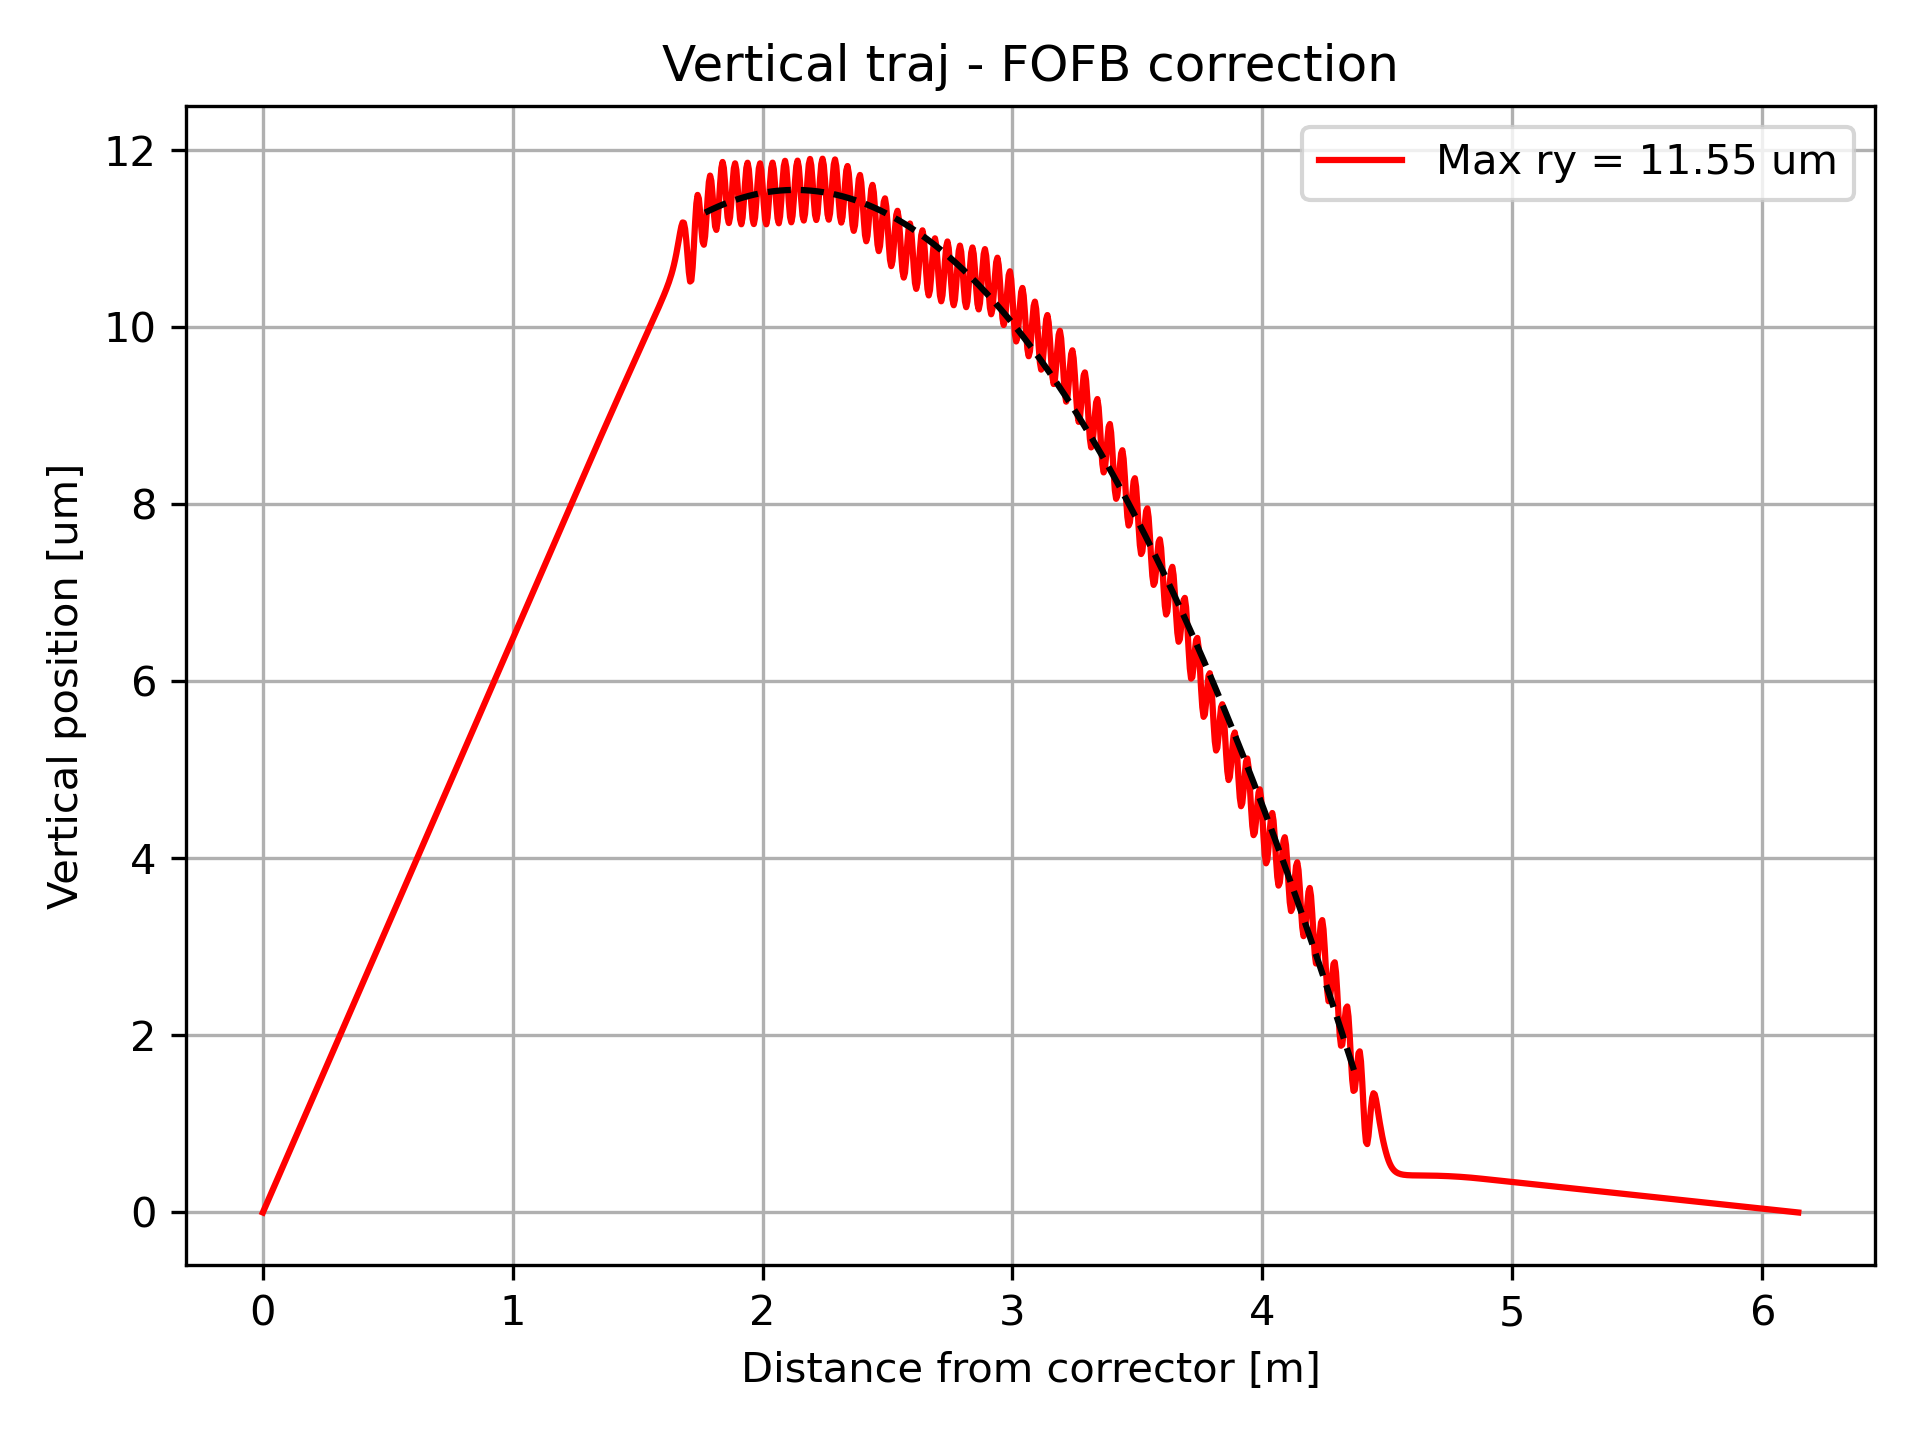 Vertical traj - FOFB correction
Max ry = 11.55 um
12
10
8
6
4
2
0
Vertical position [um]
0 1 2 3 4 5 6
Distance from corrector [m]